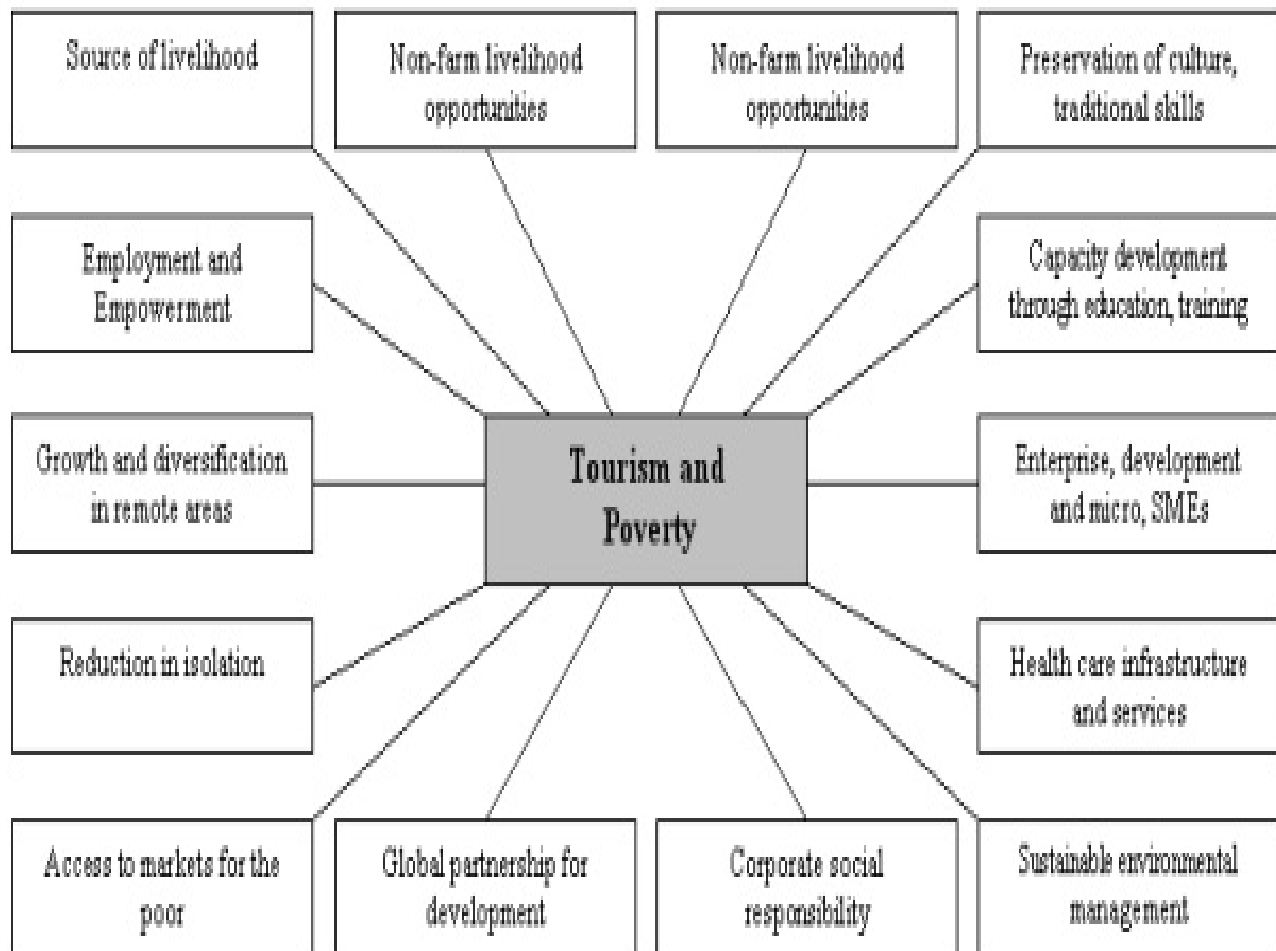 Source of livelihood
Non-farm livelihood
opportunities
Non-farm livelihood
opportunities
Preservation of culture,
traditional skills
Employment and
Empowerment
Capacity development
through education, training
Growth and diversification
in remote areas
Tourism and
Poverty
Enterprise, development
and micro, SMEs
Reduction in isolation
Health care infrastructure
and services
Access to markets for the
poor
Global partnership for
development
Corporate social
responsibility
Sustainable environmental
management